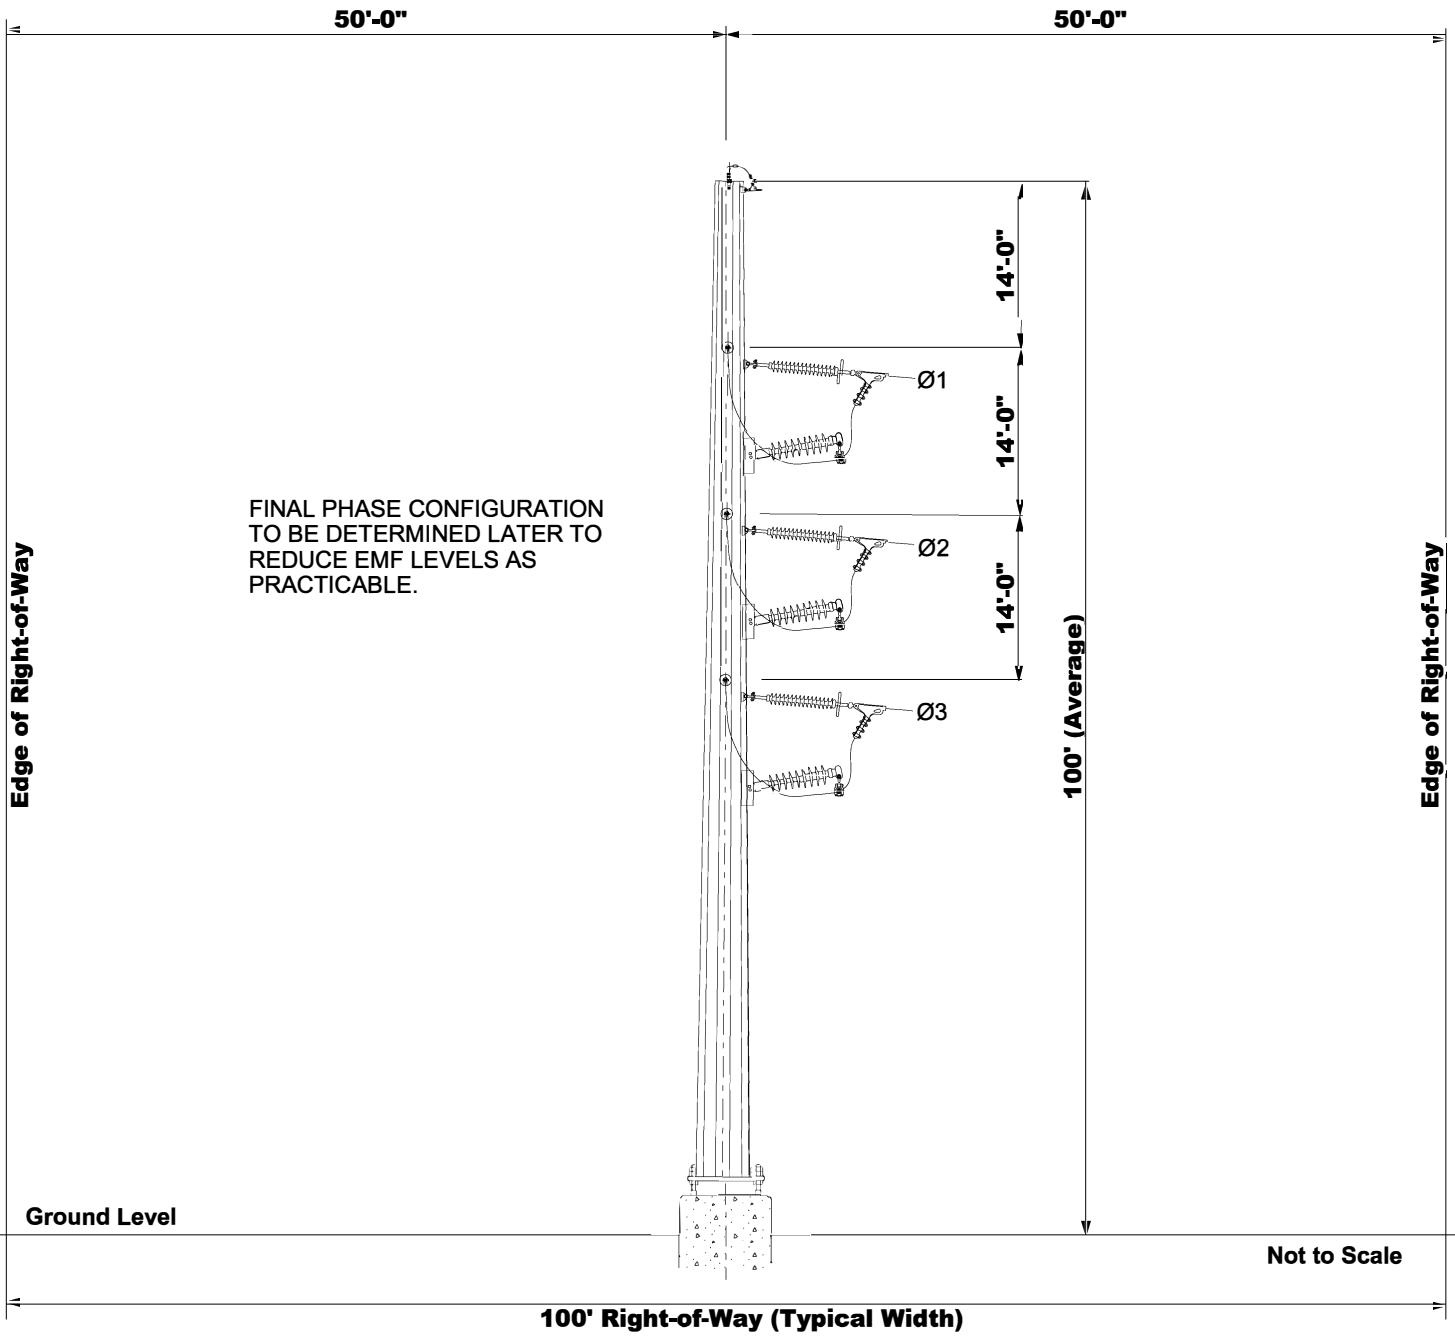 50'-0"
50'-0"
14'-0"
Ø1
14'-0"
FINAL PHASE CONFIGURATION
TO BE DETERMINED LATER TO
REDUCE EMF LEVELS AS
PRACTICABLE.
Ø2
14'-0"
Edge of Right-of-Way
Edge of Right-of-Way
100' (Average)
Ø3
Ground Level
Not to Scale
100' Right-of-Way (Typical Width)